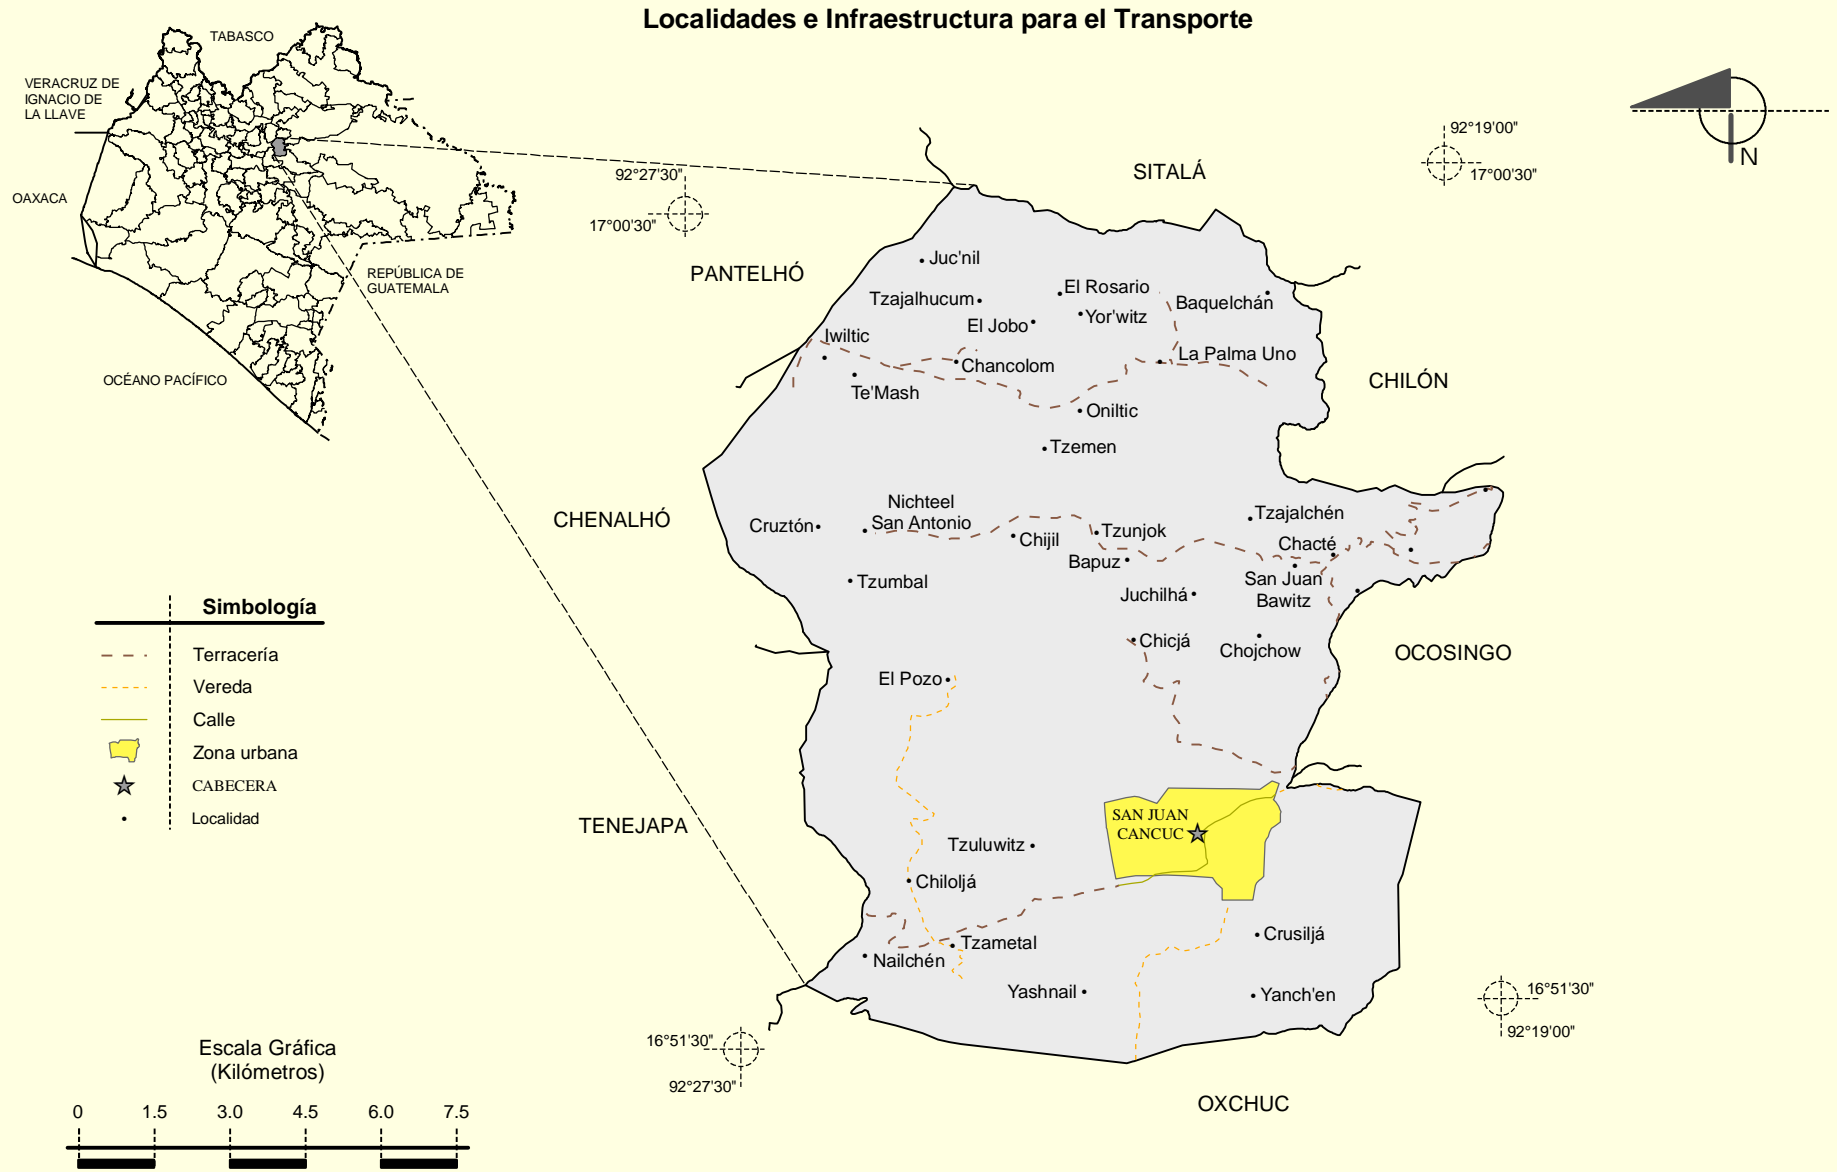 Localidades e Infraestructura para el Transporte
TABASCO
VERACRUZ DE
IGNACIO DE
LA LLAVE
OAXACA
REPÚBLICA DE
GUATEMALA
OCÉANO PACÍFICO
92°27'30"
17°00'30"
92°19'00"
17°00'30"
N
SITALÁ
PANTELHÓ
CHILÓN
CHENALHÓ
OCOSINGO
TENEJAPA
OXCHUC
Juc'nil
Tzajalhucum
El Rosario
Baquelchán
El Jobo
Yor'witz
Iwiltic
Chancolom
La Palma Uno
Te'Mash
Oniltic
Tzemen
Nichteel
San Antonio
Cruztón
Chijil
Tzunjok
Tzajalchén
Bapuz
Chacté
Tzumbal
Juchilhá
San Juan
Bawitz
Chicjá
Chojchow
El Pozo
SAN JUAN
CANCUC
Tzuluwitz
Chiloljá
Crusiljá
Tzametal
Nailchén
Yashnail
Yanch'en
16°51'30"
92°27'30"
16°51'30"
92°19'00"
Simbología
Terracería
Vereda
Calle
Zona urbana
CABECERA
Localidad
Escala Gráfica
(Kilómetros)
0 1.5 3.0 4.5 6.0 7.5